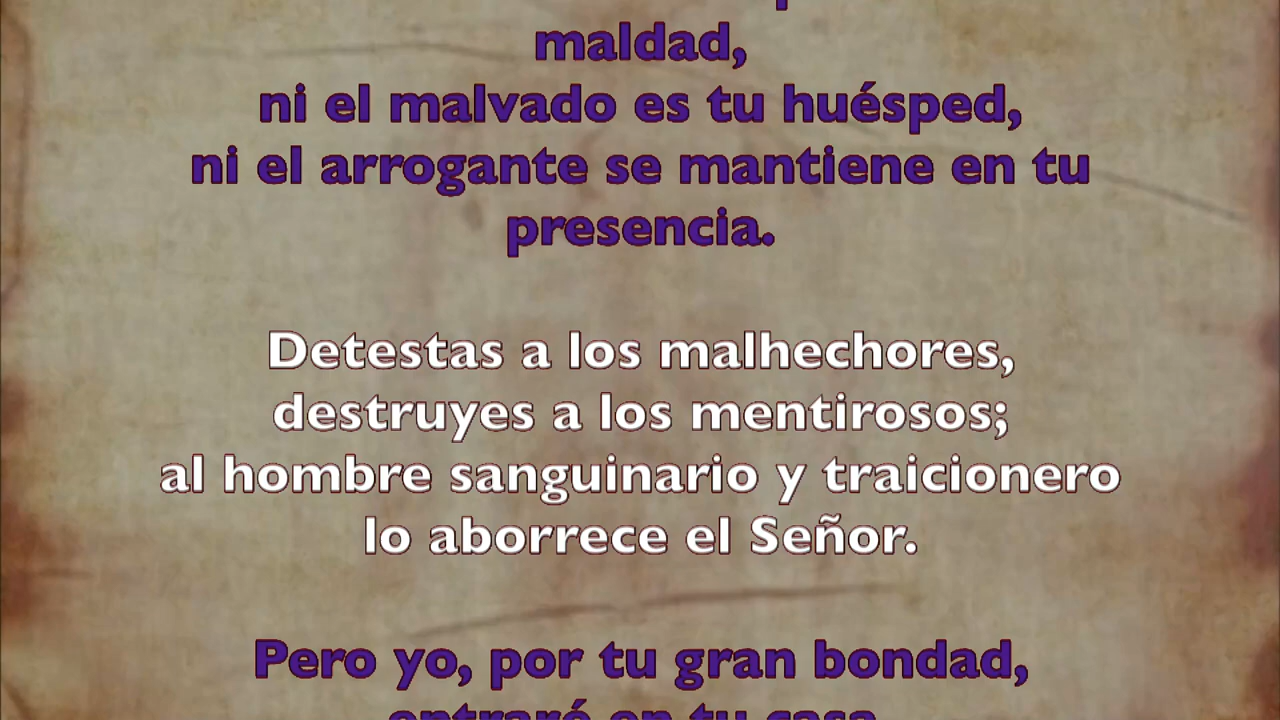 maldad,
ni el malvado es tu huésped,
ni el arrogante se mantiene en tu
presencia.
Detestas a los malhechores,
destruyes a los mentirosos;
al hombre sanguinario y traicionero
lo aborrece el Señor.
Pero yo, por tu gran bondad,
entraré en tu casa